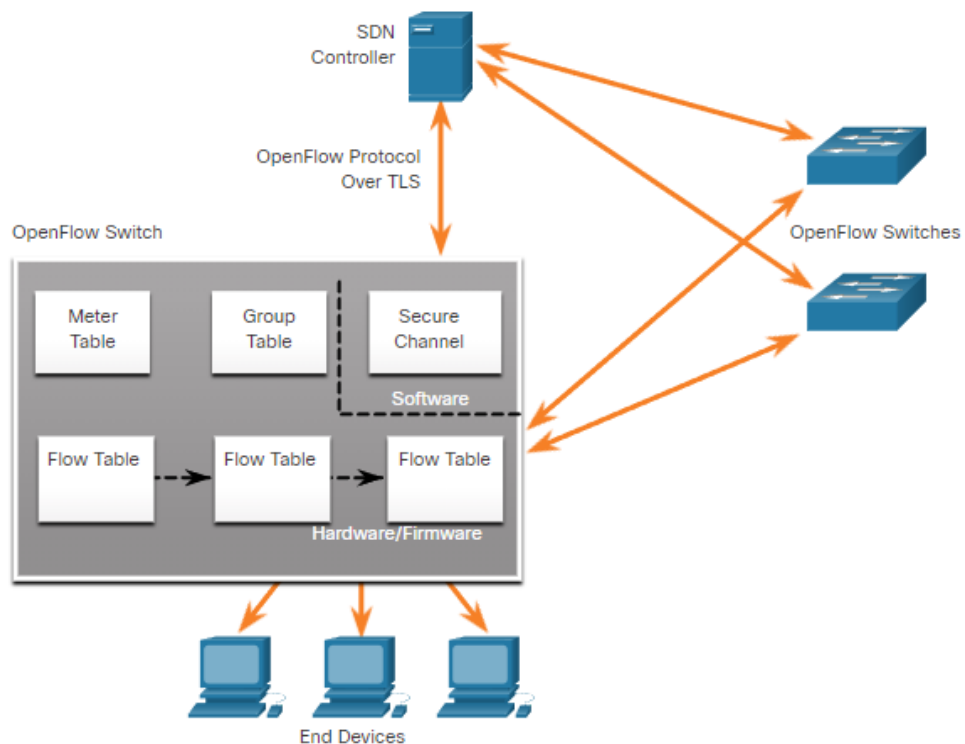 SDN
Controller
OpenFlow Protocol
Over TLS
OpenFlow Switch
OpenFlow Switches
Meter
Table
Group
Table
Secure
Channel
Software
Flow Table
Flow Table
Flow Table
Hardware/Firmware
End Devices